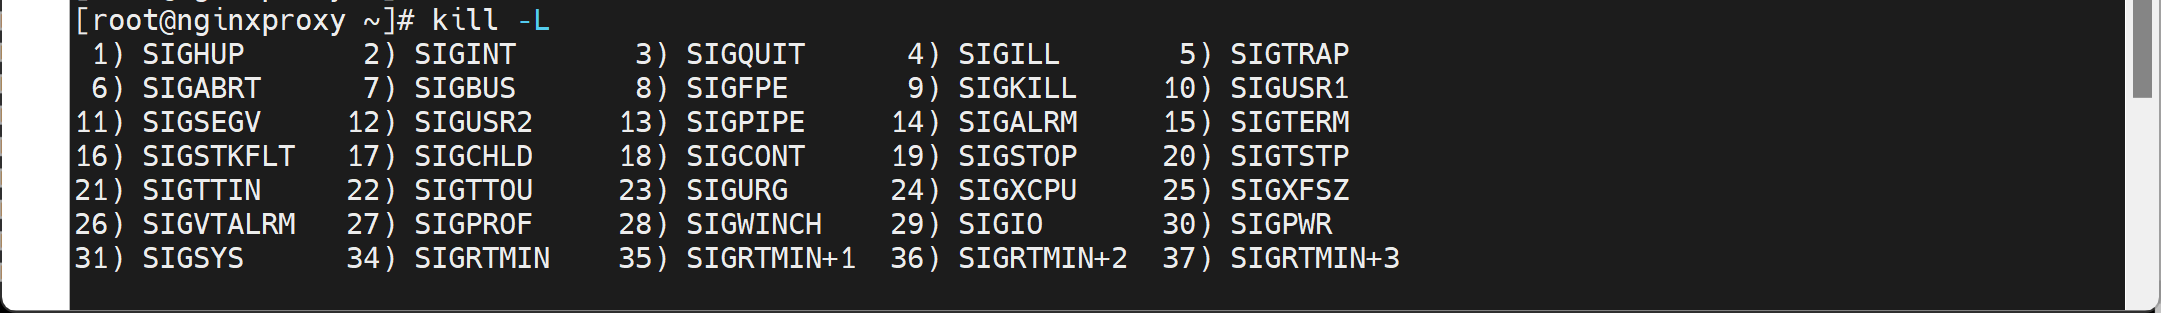 [root@nginxproxy ~]# kill -L
 1) SIGHUP       2) SIGINT       3) SIGQUIT      4) SIGILL       5) SIGTRAP
 6) SIGABRT      7) SIGBUS       8) SIGFPE       9) SIGKILL     10) SIGUSR1
11) SIGSEGV     12) SIGUSR2     13) SIGPIPE     14) SIGALRM     15) SIGTERM
16) SIGSTKFLT   17) SIGCHLD     18) SIGCONT     19) SIGSTOP     20) SIGTSTP
21) SIGTTIN     22) SIGTTOU     23) SIGURG      24) SIGXCPU     25) SIGXFSZ
26) SIGVTALRM   27) SIGPROF     28) SIGWINCH    29) SIGIO       30) SIGPWR
31) SIGSYS      34) SIGRTMIN    35) SIGRTMIN+1  36) SIGRTMIN+2  37) SIGRTMIN+3